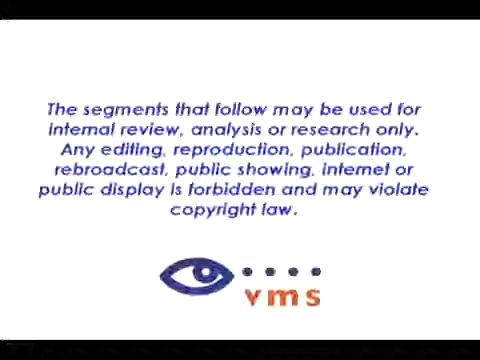 The segments that follow may be used for
internal review, analysis or research only.
Any editing, reproduction, publication,
rebroadcast, public showing, internet or
public display is forbidden and may violate
copyright law.
vms